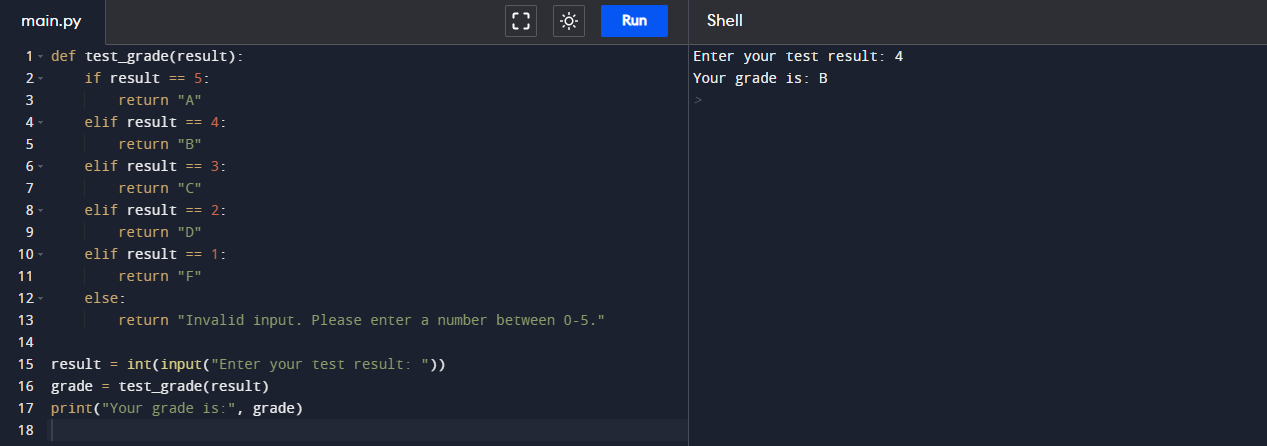 main.py
Run
Shell
1 def test_grade(result):
2     if result == 5:
3         return "A"
4     elif result == 4:
5         return "B"
6     elif result == 3:
7         return "C"
8     elif result == 2:
9         return "D"
10     elif result == 1:
11         return "F"
12     else:
13         return "Invalid input. Please enter a number between 0-5."
14
15 result = int(input("Enter your test result: "))
16 grade = test_grade(result)
17 print("Your grade is:", grade)
18
Enter your test result: 4
Your grade is: B
>